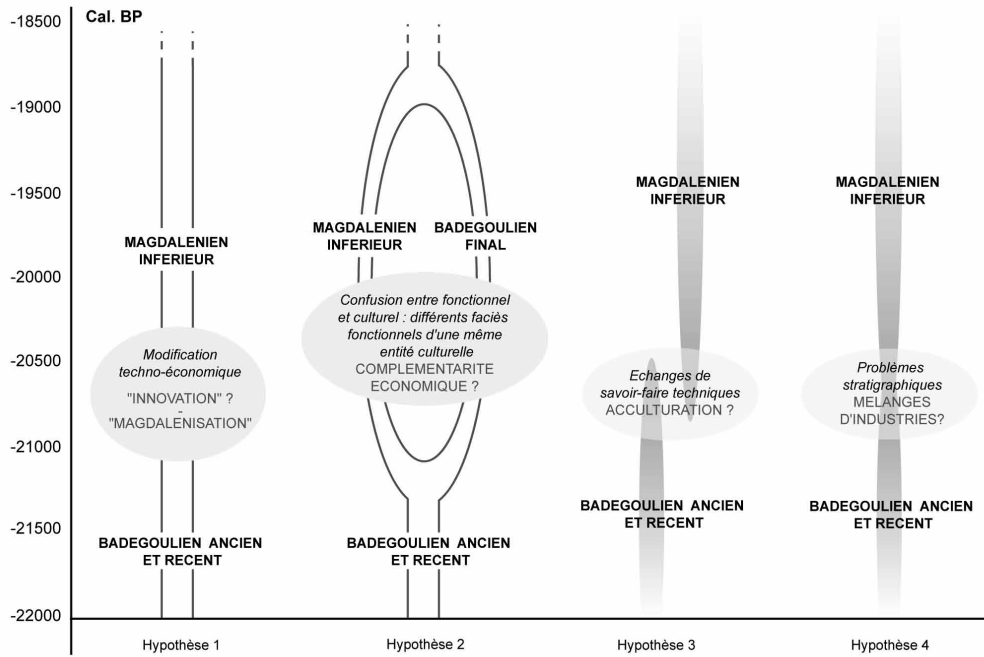 Cal. BP
-18500
-19000
-19500
-20000
-20500
-21000
-21500
-22000
MAGDALENIEN
INFERIEUR
Modification
techno-économique
"INNOVATION" ?
-
"MAGDALENISATION"
BADEGOULIEN ANCIEN
ET RECENT
Hypothèse 1
MAGDALENIEN
INFERIEUR
BADEGOULIEN
FINAL
Confusion entre fonctionnel
et culturel : différents faciès
fonctionnels d'une même
entité culturelle
COMPLEMENTARITE
ECONOMIQUE ?
BADEGOULIEN ANCIEN
ET RECENT
Hypothèse 2
MAGDALENIEN
INFERIEUR
Echanges de
savoir-faire techniques
ACCULTURATION ?
BADEGOULIEN ANCIEN
ET RECENT
Hypothèse 3
MAGDALENIEN
INFERIEUR
Problèmes
stratigraphiques
MELANGES
D'INDUSTRIES?
BADEGOULIEN ANCIEN
ET RECENT
Hypothèse 4